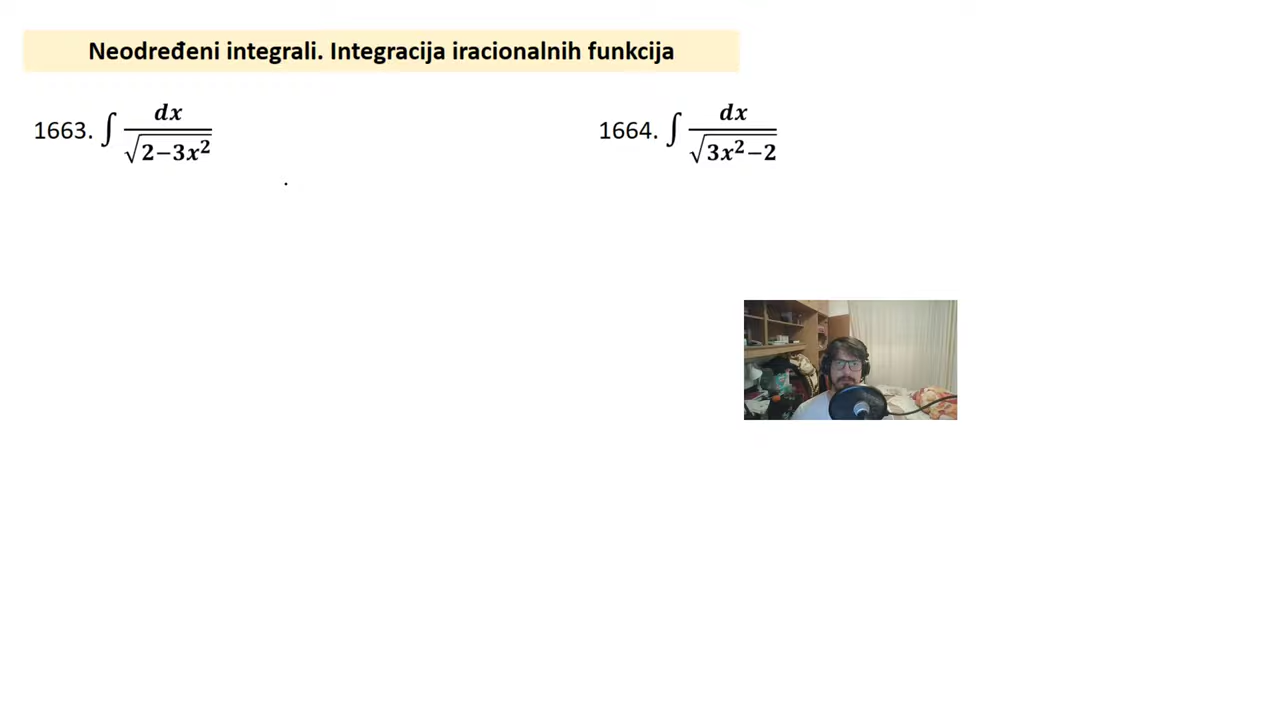 Neodređeni integrali. Integracija iracionalnih funkcija
1663. ∫ dx / √(2−3x²)
1664. ∫ dx / √(3x²−2)